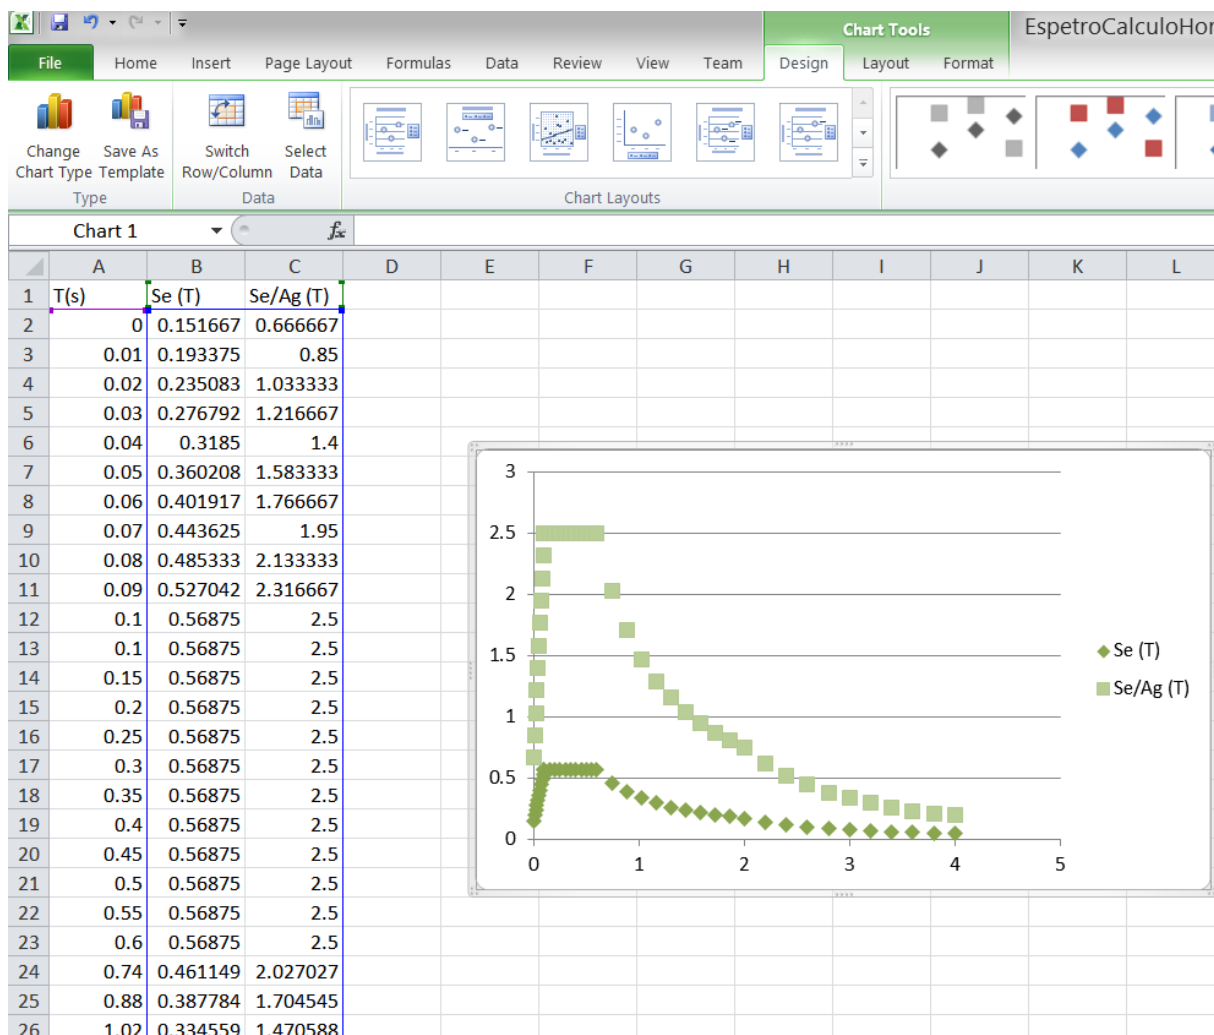 Chart Tools EspetroCalculoHor
File Home Insert Page Layout Formulas Data Review View Team Design Layout Format
Change Chart Type Save As Template Switch Row/Column Select Data
Type Data Chart Layouts
Chart 1 fx
A B C D E F G H I J K L
1 T(s) Se (T) Se/Ag (T)
2 0 0.151667 0.666667
3 0.01 0.193375 0.85
4 0.02 0.235083 1.033333
5 0.03 0.276792 1.216667
6 0.04 0.3185 1.4
7 0.05 0.360208 1.583333
8 0.06 0.401917 1.766667
9 0.07 0.443625 1.95
10 0.08 0.485333 2.133333
11 0.09 0.527042 2.316667
12 0.1 0.56875 2.5
13 0.1 0.56875 2.5
14 0.15 0.56875 2.5
15 0.2 0.56875 2.5
16 0.25 0.56875 2.5
17 0.3 0.56875 2.5
18 0.35 0.56875 2.5
19 0.4 0.56875 2.5
20 0.45 0.56875 2.5
21 0.5 0.56875 2.5
22 0.55 0.56875 2.5
23 0.6 0.56875 2.5
24 0.74 0.461149 2.027027
25 0.88 0.387784 1.704545
26 1.02 0.334559 1.470588
3
2.5
2
1.5
1
0.5
0
0 1 2 3 4 5
Se (T)
Se/Ag (T)